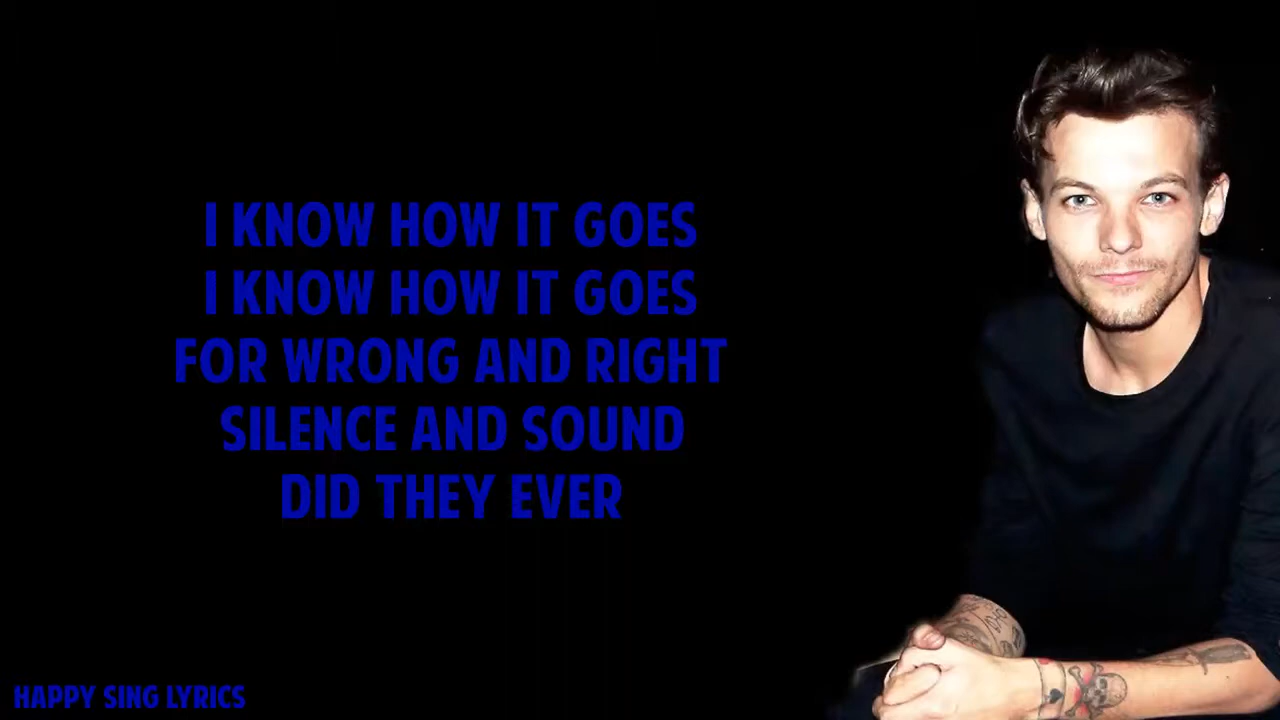 I KNOW HOW IT GOES
I KNOW HOW IT GOES
FOR WRONG AND RIGHT
SILENCE AND SOUND
DID THEY EVER
HAPPY SING LYRICS